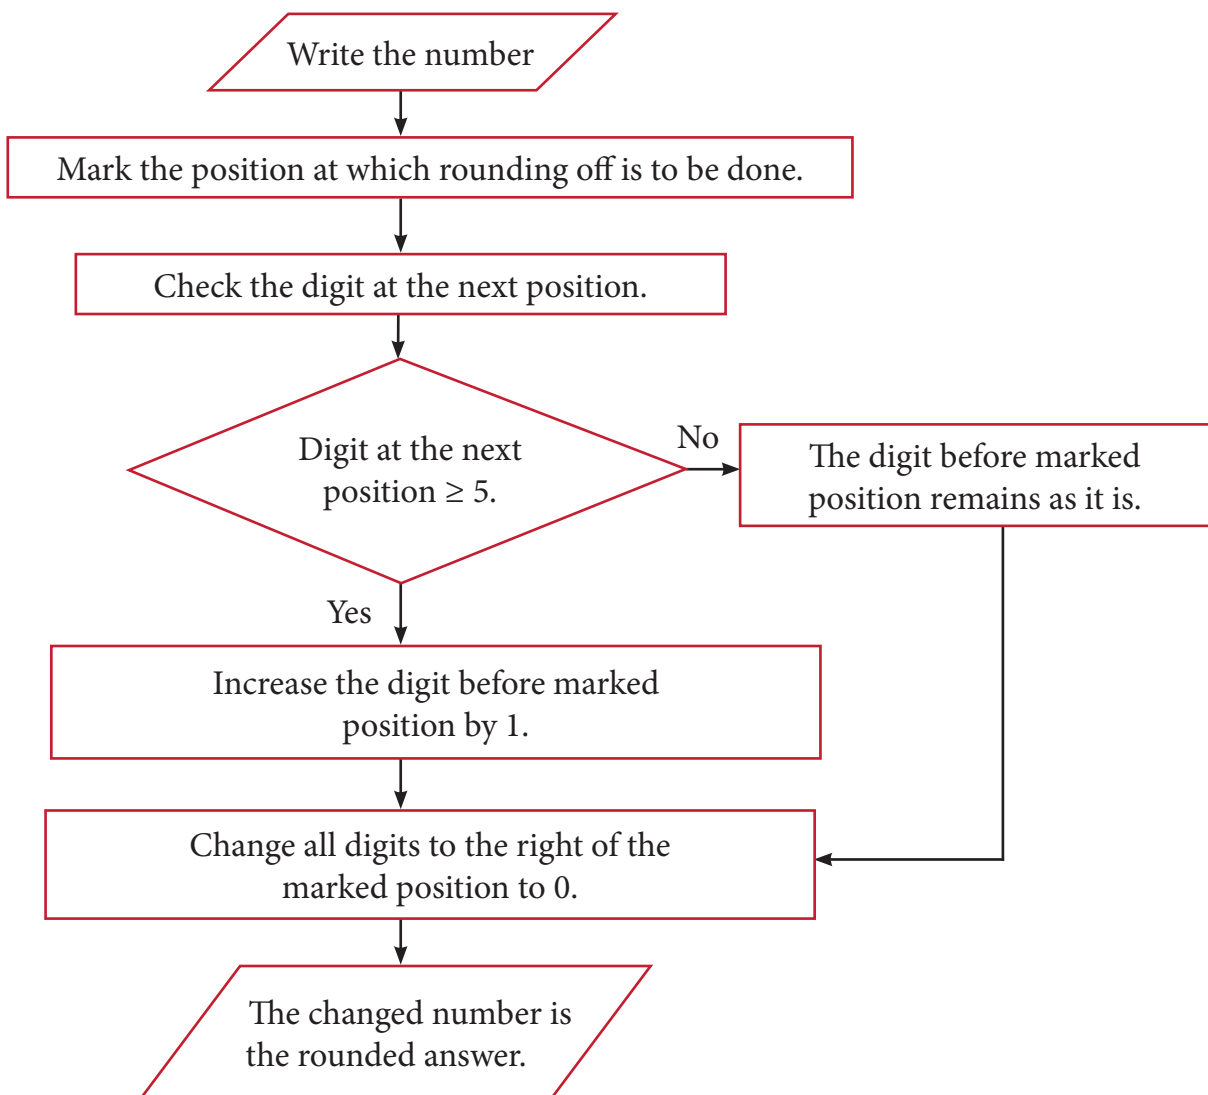 Write the number
Mark the position at which rounding off is to be done.
Check the digit at the next position.
Digit at the next
position ≥ 5.
No
The digit before marked
position remains as it is.
Yes
Increase the digit before marked
position by 1.
Change all digits to the right of the
marked position to 0.
The changed number is
the rounded answer.